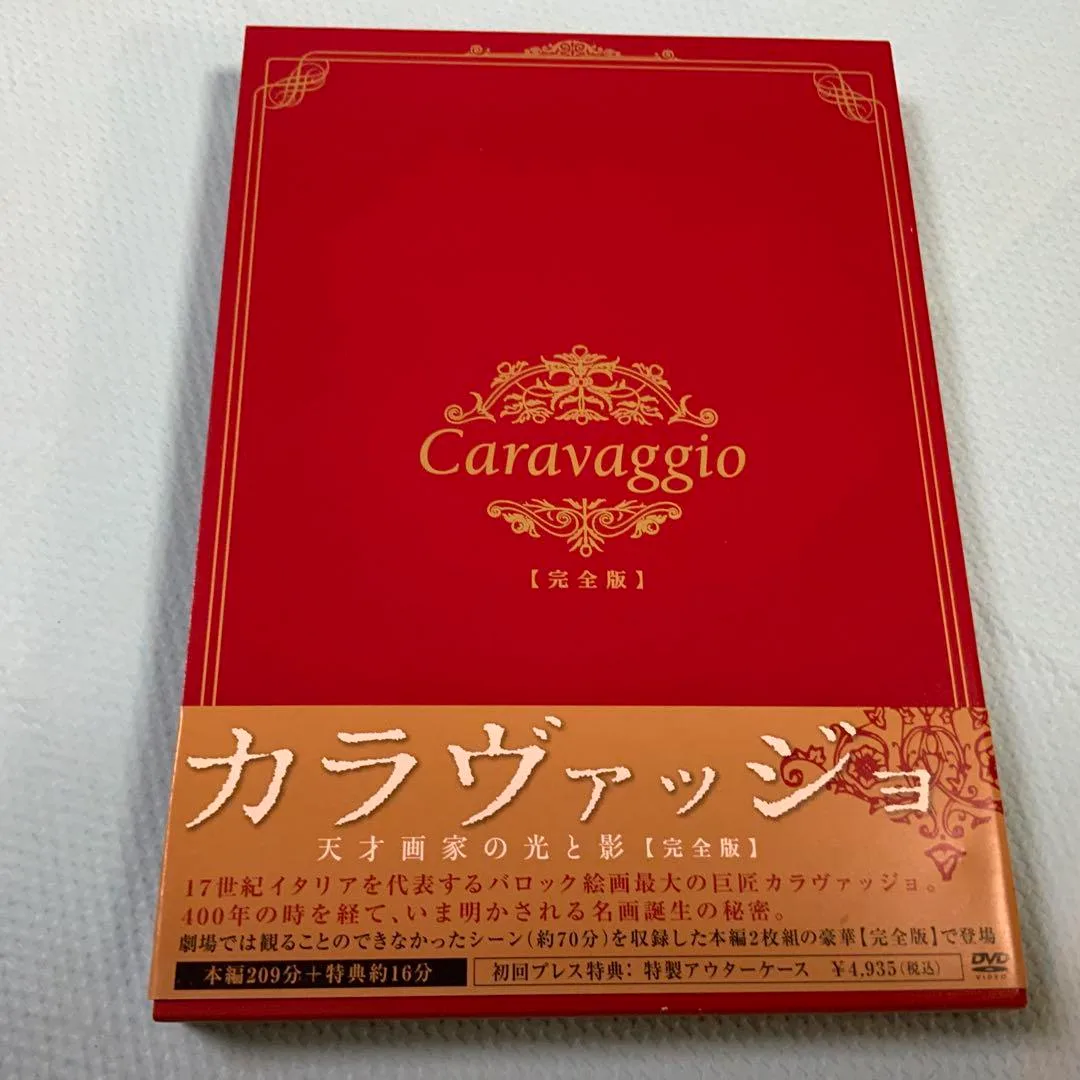 Caravaggio
【完全版】
カラヴァッジョ
天才画家の光と影【完全版】
17世紀イタリアを代表するバロック絵画最大の巨匠カラヴァッジョ。
400年の時を経て、いま明かされる名画誕生の秘密。
劇場では観ることのできなかったシーン(約70分)を収録した本編2枚組の豪華【完全版】で登場
本編209分+特典約16分
初回プレス特典: 特製アウターケース ¥4,935(税込)
DVD
VIDEO